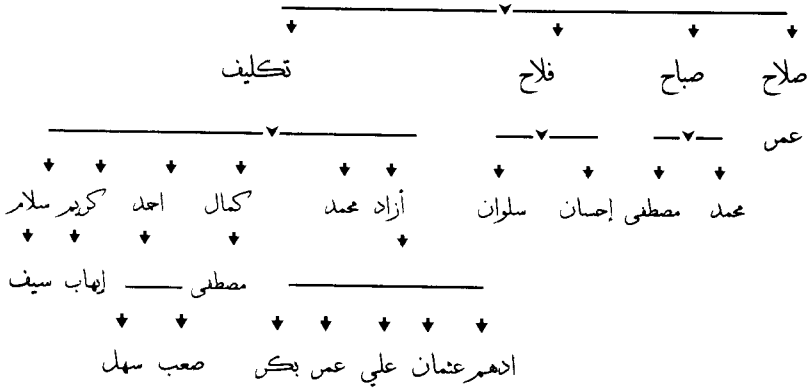 صلاح صباح فلاح تكليف
عمر
محمد مصطفى إحسان سلوان أزاد محمد كمال احمد كريم سلام
مصطفى إيهاب سيف
ادهم عثمان علي عمر بكر صعب سهل